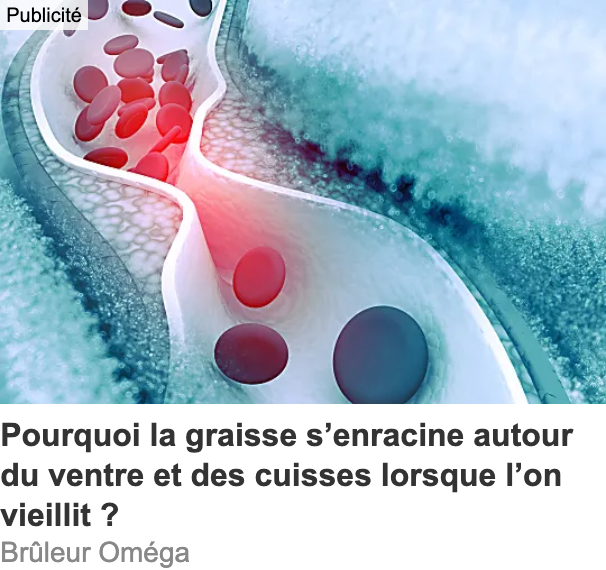 Publicité
Pourquoi la graisse s’enracine autour
du ventre et des cuisses lorsque l’on
vieillit ?
Brûleur Oméga